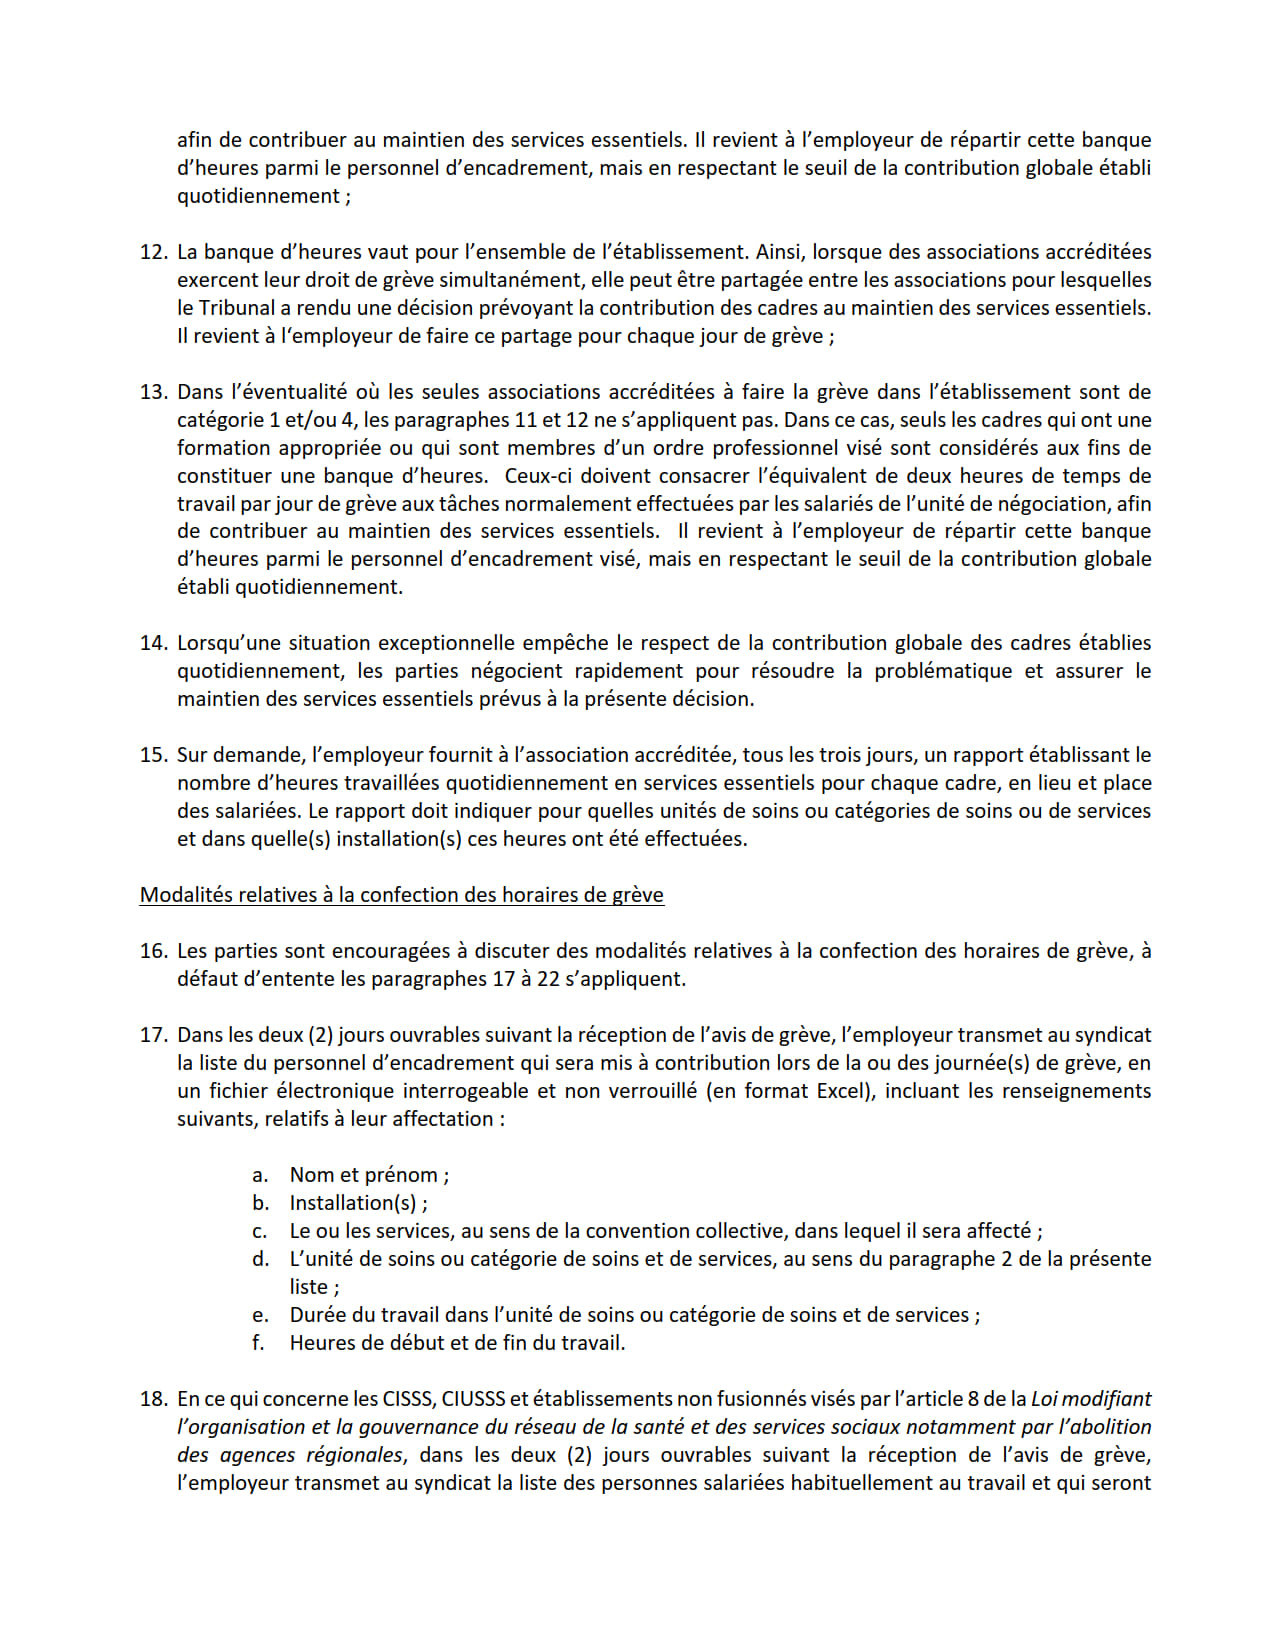 afin de contribuer au maintien des services essentiels. Il revient à l’employeur de répartir cette banque
d’heures parmi le personnel d’encadrement, mais en respectant le seuil de la contribution globale établi
quotidiennement ;
12. La banque d’heures vaut pour l’ensemble de l’établissement. Ainsi, lorsque des associations accréditées
exercent leur droit de grève simultanément, elle peut être partagée entre les associations pour lesquelles
le Tribunal a rendu une décision prévoyant la contribution des cadres au maintien des services essentiels.
Il revient à l‘employeur de faire ce partage pour chaque jour de grève ;
13. Dans l’éventualité où les seules associations accréditées à faire la grève dans l’établissement sont de
catégorie 1 et/ou 4, les paragraphes 11 et 12 ne s’appliquent pas. Dans ce cas, seuls les cadres qui ont une
formation appropriée ou qui sont membres d’un ordre professionnel visé sont considérés aux fins de
constituer une banque d’heures.  Ceux-ci doivent consacrer l’équivalent de deux heures de temps de
travail par jour de grève aux tâches normalement effectuées par les salariés de l’unité de négociation, afin
de contribuer au maintien des services essentiels.  Il revient à l’employeur de répartir cette banque
d’heures parmi le personnel d’encadrement visé, mais en respectant le seuil de la contribution globale
établi quotidiennement.
14. Lorsqu’une situation exceptionnelle empêche le respect de la contribution globale des cadres établies
quotidiennement, les parties négocient rapidement pour résoudre la problématique et assurer le
maintien des services essentiels prévus à la présente décision.
15. Sur demande, l’employeur fournit à l’association accréditée, tous les trois jours, un rapport établissant le
nombre d’heures travaillées quotidiennement en services essentiels pour chaque cadre, en lieu et place
des salariées. Le rapport doit indiquer pour quelles unités de soins ou catégories de soins ou de services
et dans quelle(s) installation(s) ces heures ont été effectuées.
Modalités relatives à la confection des horaires de grève
16. Les parties sont encouragées à discuter des modalités relatives à la confection des horaires de grève, à
défaut d’entente les paragraphes 17 à 22 s’appliquent.
17. Dans les deux (2) jours ouvrables suivant la réception de l’avis de grève, l’employeur transmet au syndicat
la liste du personnel d’encadrement qui sera mis à contribution lors de la ou des journée(s) de grève, en
un fichier électronique interrogeable et non verrouillé (en format Excel), incluant les renseignements
suivants, relatifs à leur affectation :
a. Nom et prénom ;
b. Installation(s) ;
c. Le ou les services, au sens de la convention collective, dans lequel il sera affecté ;
d. L’unité de soins ou catégorie de soins et de services, au sens du paragraphe 2 de la présente
liste ;
e. Durée du travail dans l’unité de soins ou catégorie de soins et de services ;
f. Heures de début et de fin du travail.
18. En ce qui concerne les CISSS, CIUSSS et établissements non fusionnés visés par l’article 8 de la Loi modifiant
l’organisation et la gouvernance du réseau de la santé et des services sociaux notamment par l’abolition
des agences régionales, dans les deux (2) jours ouvrables suivant la réception de l’avis de grève,
l’employeur transmet au syndicat la liste des personnes salariées habituellement au travail et qui seront